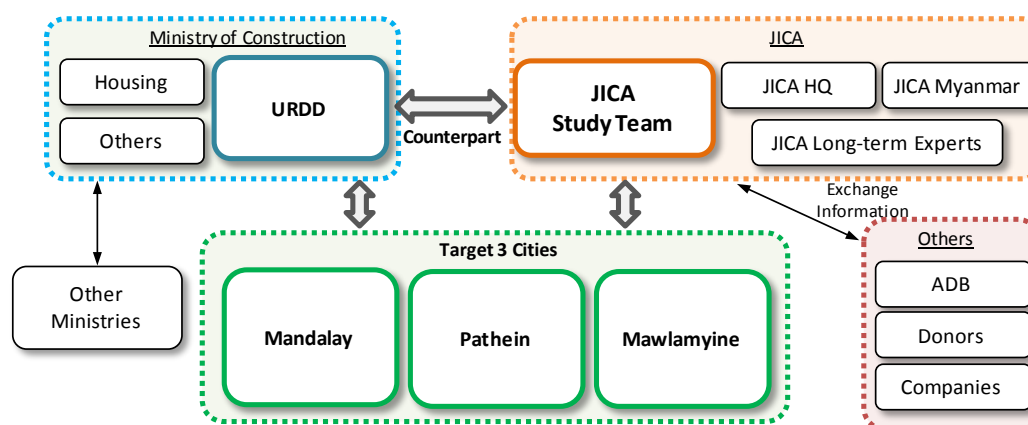 Ministry of Construction
Housing
Others
URDD
Counterpart
JICA
JICA
Study Team
JICA HQ
JICA Myanmar
JICA Long-term Experts
Exchange
Information
Other
Ministries
Target 3 Cities
Mandalay
Pathein
Mawlamyine
Others
ADB
Donors
Companies